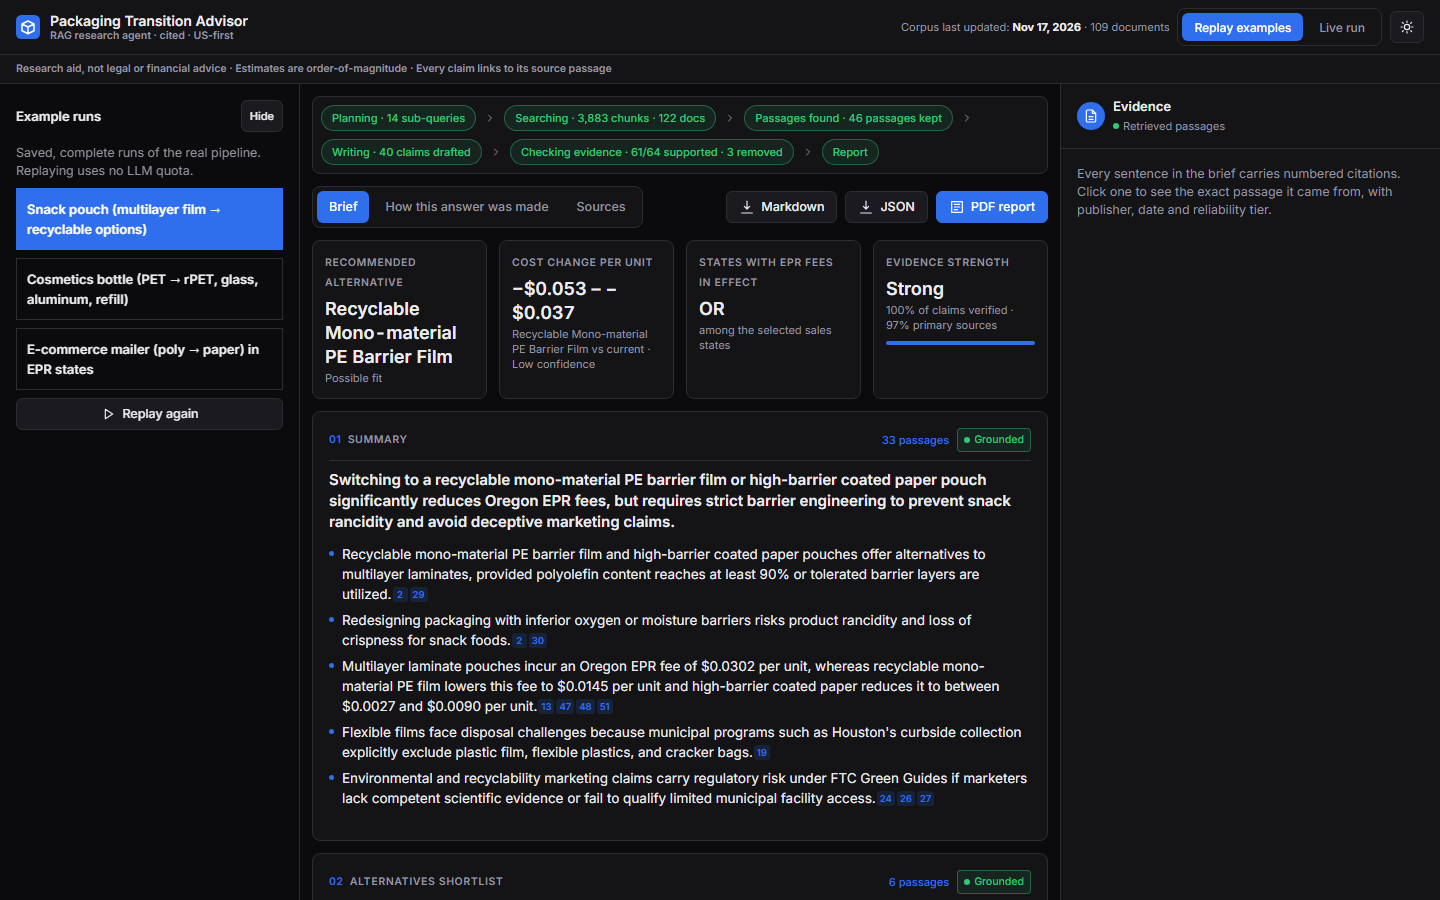 Packaging Transition Advisor
RAG research agent · cited · US-first
Corpus last updated: Nov 17, 2026 · 109 documents
Replay examples
Live run
Research aid, not legal or financial advice · Estimates are order-of-magnitude · Every claim links to its source passage
Example runs
Hide
Saved, complete runs of the real pipeline.
Replaying uses no LLM quota.
Snack pouch (multilayer film →
recyclable options)
Cosmetics bottle (PET → rPET, glass,
aluminum, refill)
E-commerce mailer (poly → paper) in
EPR states
Replay again
Planning · 14 sub-queries
Searching · 3,883 chunks · 122 docs
Passages found · 46 passages kept
Writing · 40 claims drafted
Checking evidence · 61/64 supported · 3 removed
Report
Brief
How this answer was made
Sources
Markdown
JSON
PDF report
RECOMMENDED
ALTERNATIVE
Recyclable
Mono-material
PE Barrier Film
Possible fit
COST CHANGE PER UNIT
−$0.053 – −
$0.037
Recyclable Mono-material
PE Barrier Film vs current ·
Low confidence
STATES WITH EPR FEES
IN EFFECT
OR
among the selected sales
states
EVIDENCE STRENGTH
Strong
100% of claims verified ·
97% primary sources
01 SUMMARY
33 passages
Grounded
Switching to a recyclable mono-material PE barrier film or high-barrier coated paper pouch
significantly reduces Oregon EPR fees, but requires strict barrier engineering to prevent snack
rancidity and avoid deceptive marketing claims.
Recyclable mono-material PE barrier film and high-barrier coated paper pouches offer alternatives to
multilayer laminates, provided polyolefin content reaches at least 90% or tolerated barrier layers are
utilized. 2 29
Redesigning packaging with inferior oxygen or moisture barriers risks product rancidity and loss of
crispness for snack foods. 2 30
Multilayer laminate pouches incur an Oregon EPR fee of $0.0302 per unit, whereas recyclable mono-
material PE film lowers this fee to $0.0145 per unit and high-barrier coated paper reduces it to between
$0.0027 and $0.0090 per unit. 13 47 48 51
Flexible films face disposal challenges because municipal programs such as Houston's curbside collection
explicitly exclude plastic film, flexible plastics, and cracker bags. 19
Environmental and recyclability marketing claims carry regulatory risk under FTC Green Guides if marketers
lack competent scientific evidence or fail to qualify limited municipal facility access. 24 26 27
02 ALTERNATIVES SHORTLIST
6 passages
Grounded
Evidence
Retrieved passages
Every sentence in the brief carries numbered citations.
Click one to see the exact passage it came from, with
publisher, date and reliability tier.